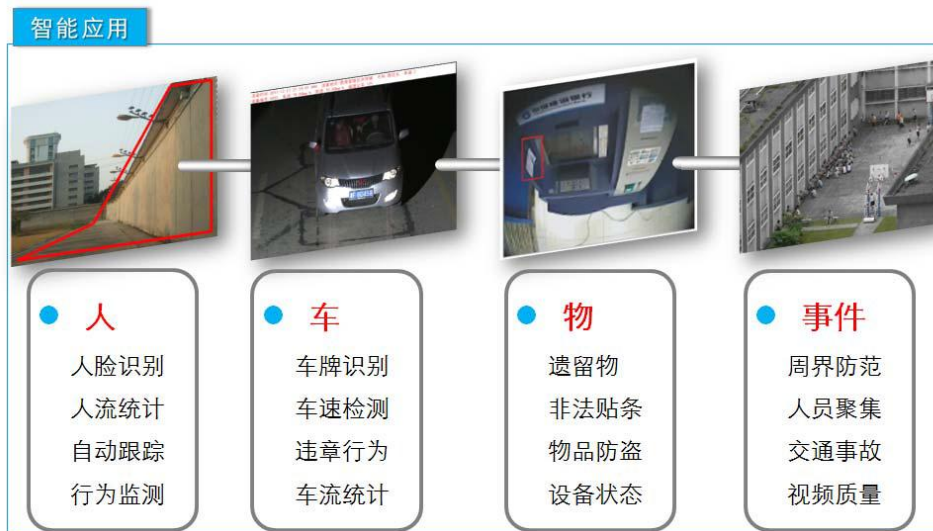 智能应用
人
人脸识别
人流统计
自动跟踪
行为监测
车
车牌识别
车速检测
违章行为
车流统计
物
遗留物
非法贴条
物品防盗
设备状态
事件
周界防范
人员聚集
交通事故
视频质量